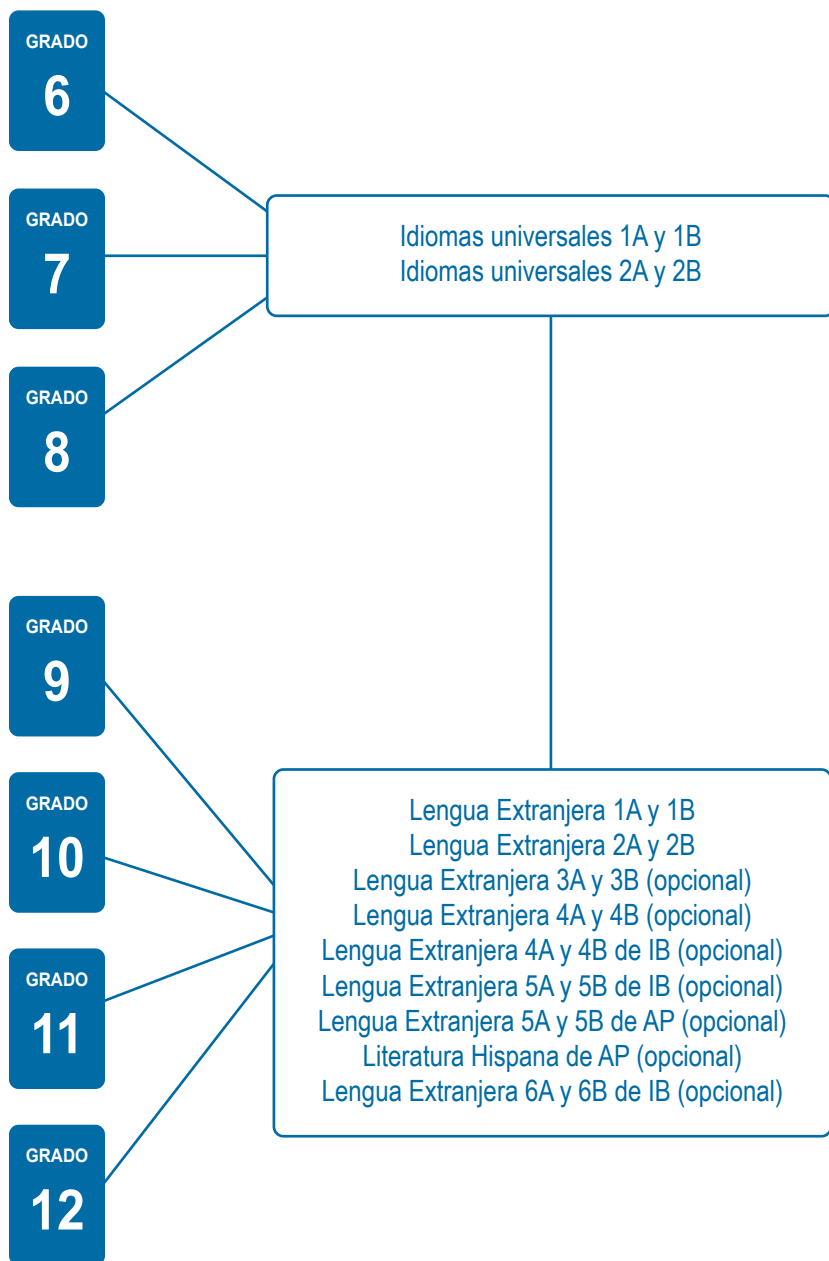 GRADO
6
GRADO
7
GRADO
8
Idiomas universales 1A y 1B
Idiomas universales 2A y 2B
GRADO
9
GRADO
10
GRADO
11
GRADO
12
Lengua Extranjera 1A y 1B
Lengua Extranjera 2A y 2B
Lengua Extranjera 3A y 3B (opcional)
Lengua Extranjera 4A y 4B (opcional)
Lengua Extranjera 4A y 4B de IB (opcional)
Lengua Extranjera 5A y 5B de IB (opcional)
Lengua Extranjera 5A y 5B de AP (opcional)
Literatura Hispana de AP (opcional)
Lengua Extranjera 6A y 6B de IB (opcional)